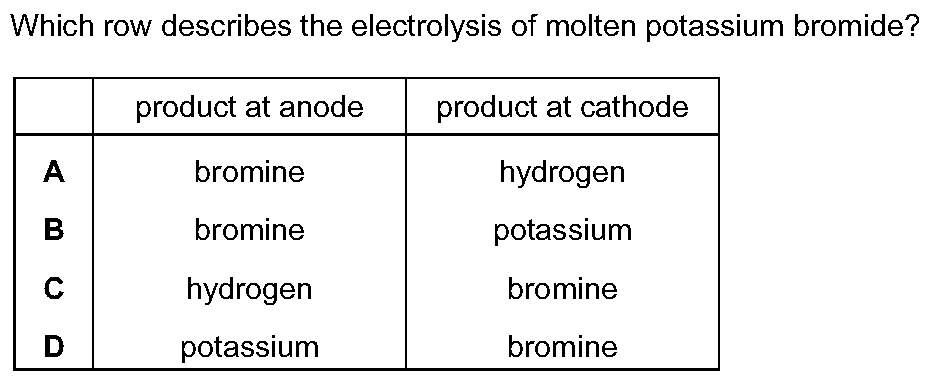 Which row describes the electrolysis of molten potassium bromide?
product at anode product at cathode
A bromine hydrogen
B bromine potassium
C hydrogen bromine
D potassium bromine